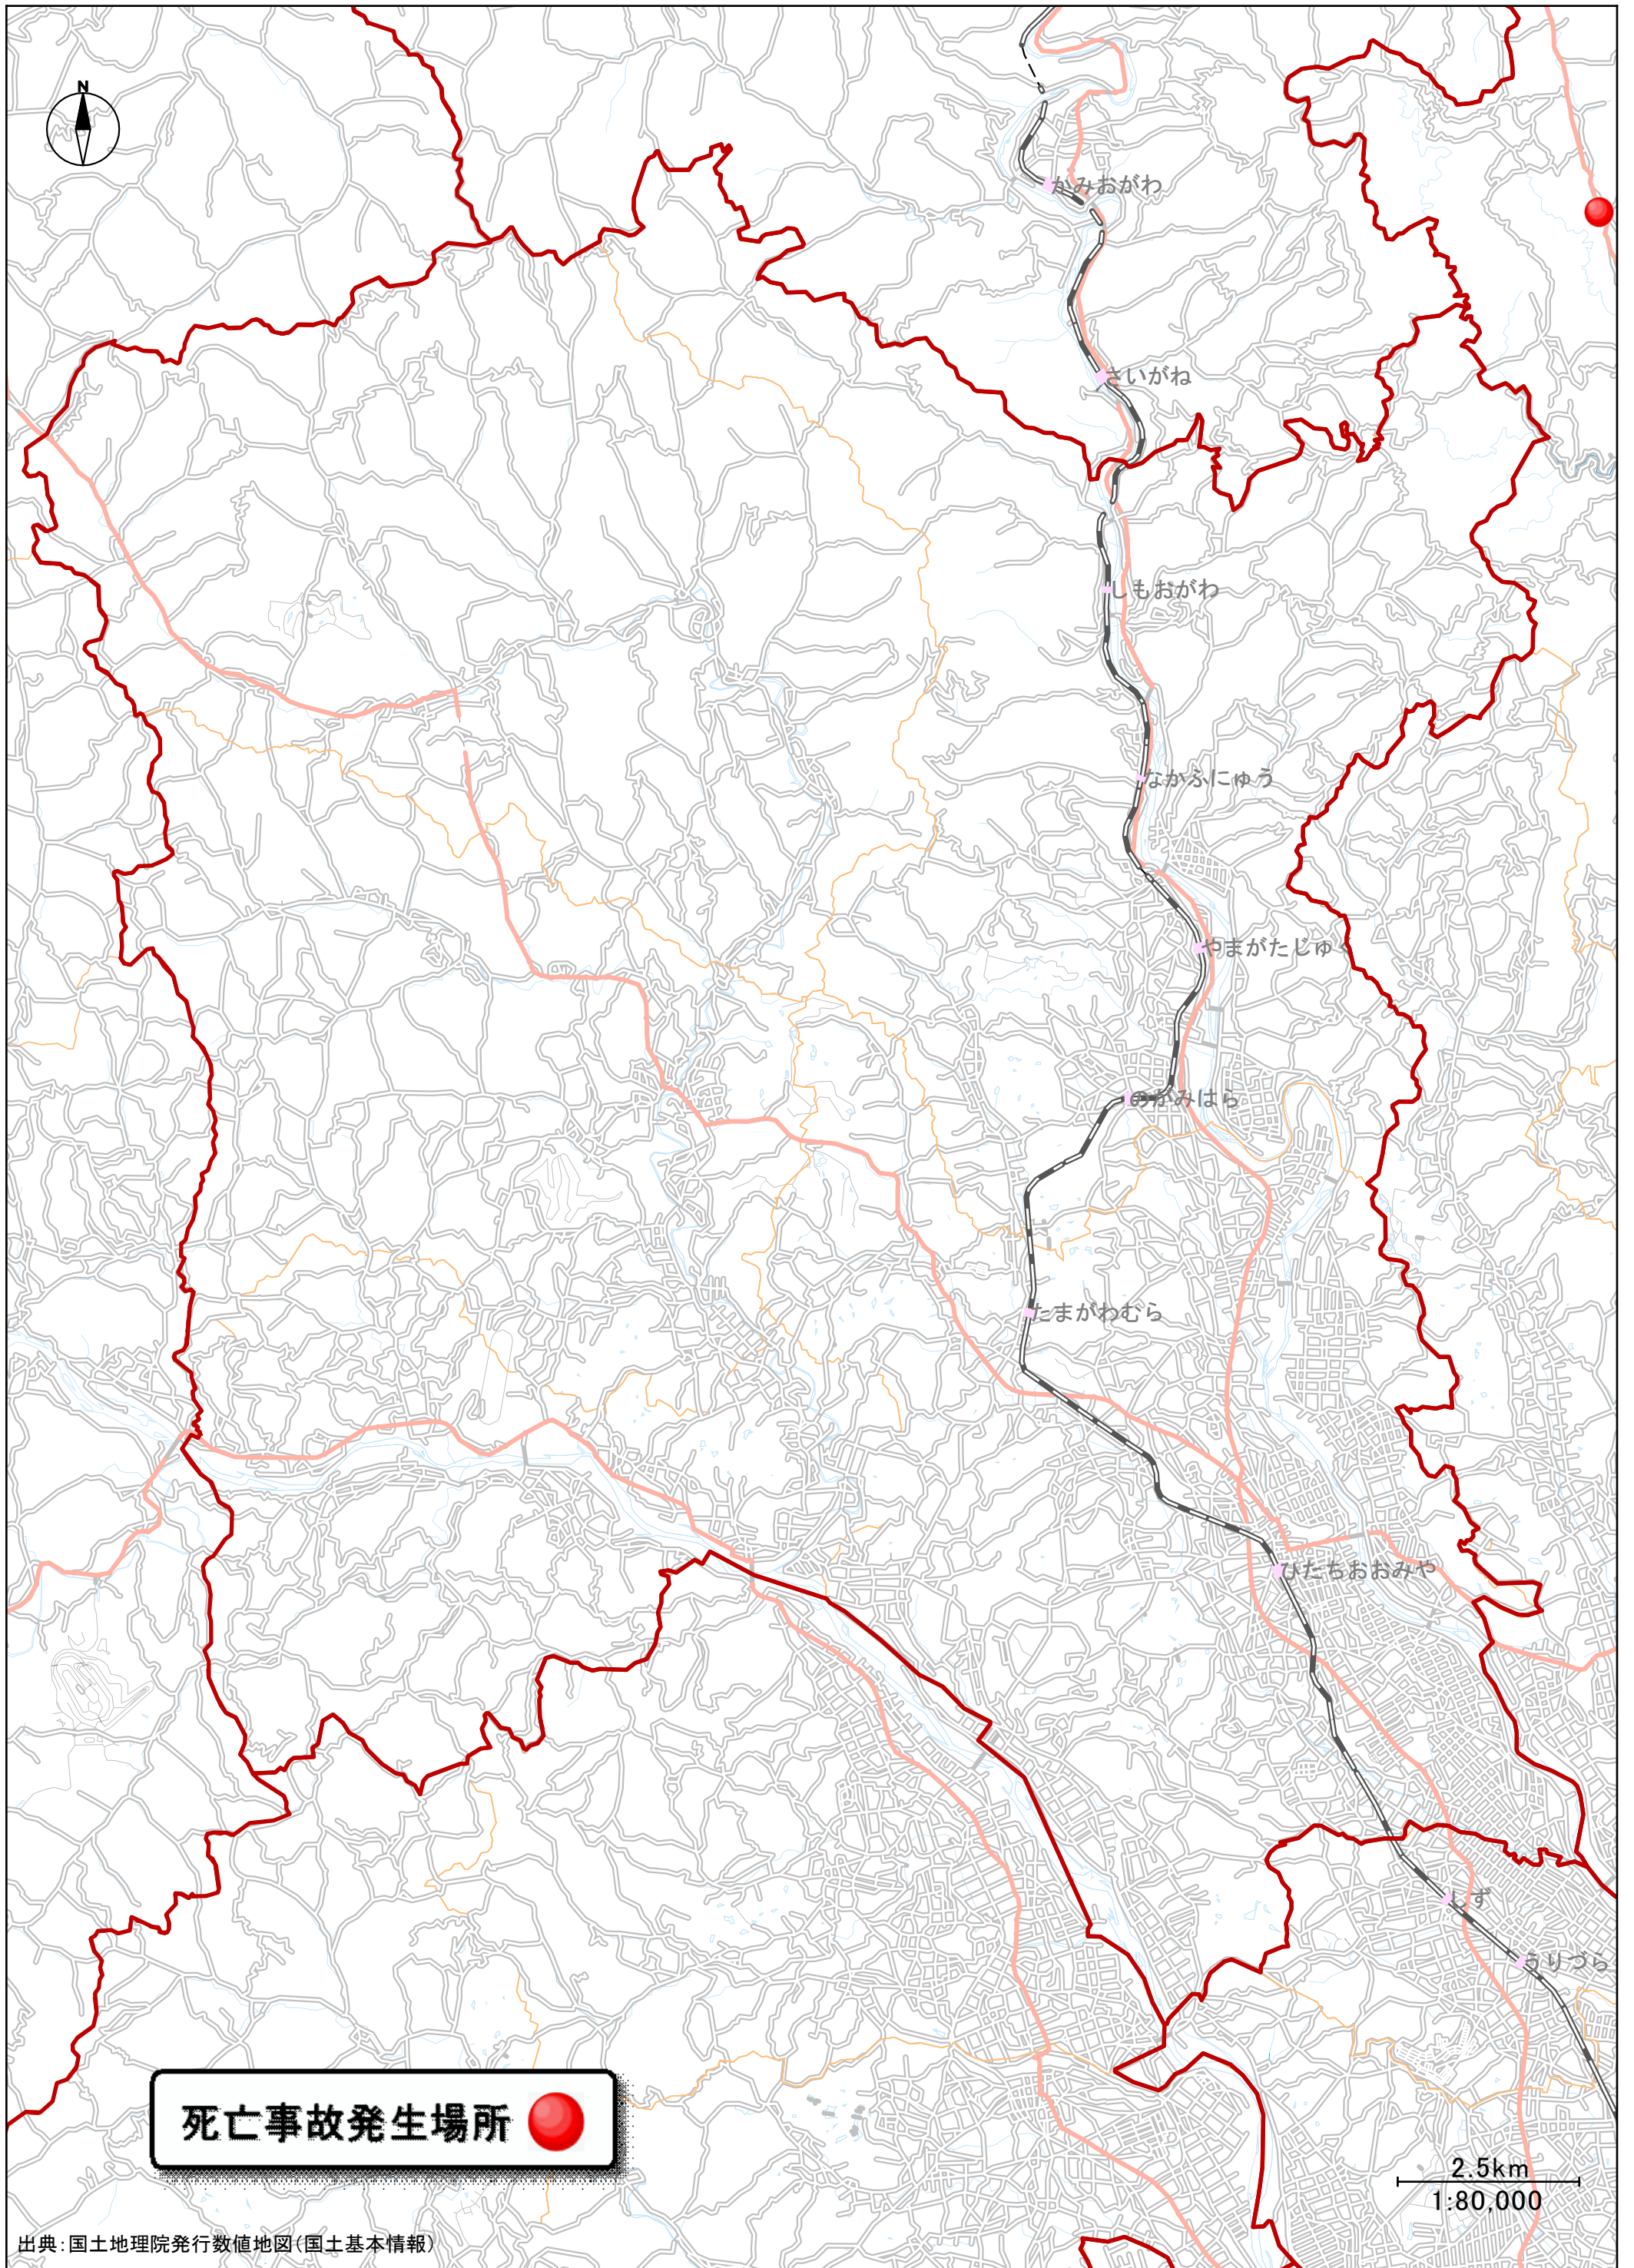 N
かみおがわ
さいがね
しもおがわ
なかふにゅう
やまがたじゅく
のがみはら
たまがわむら
ひたちおおみや
しず
うりづら
死亡事故発生場所
2.5km
1:80,000
出典:国土地理院発行数値地図(国土基本情報)